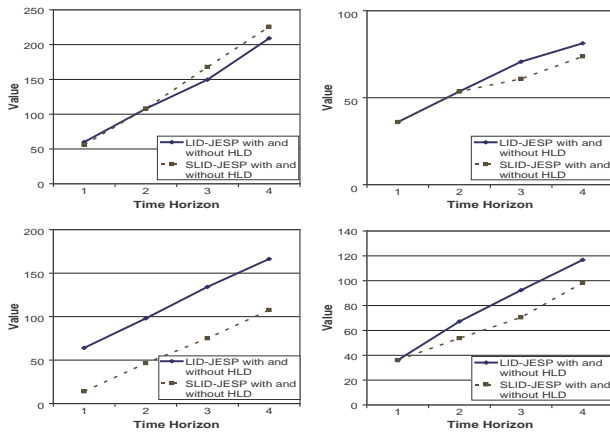 250
200
150
100
50
0
Value
LID-JESP with and
without HLD
SLID-JESP with and
without HLD
1 2 3 4
Time Horizon
100
50
0
Value
LID-JESP with and
without HLD
SLID-JESP with and
without HLD
1 2 3 4
Time Horizon
200
150
100
50
0
Value
LID-JESP with and
without HLD
SLID-JESP with and
without HLD
1 2 3 4
Time Horizon
140
120
100
80
60
40
20
0
Value
LID-JESP with and
without HLD
SLID-JESP with and
without HLD
1 2 3 4
Time Horizon